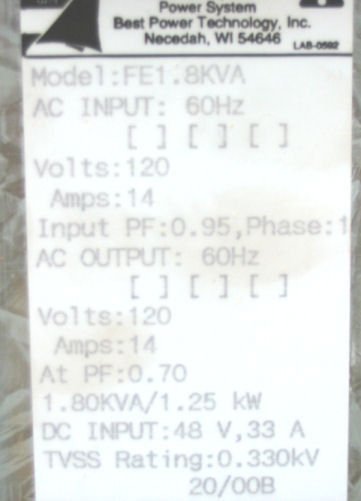 Power System
Best Power Technology, Inc.
Necedah, WI 54646 LAB-0592
Model:FE1.8KVA
AC INPUT: 60Hz
[ ] [ ] [ ]
Volts:120
Amps:14
Input PF:0.95,Phase:1
AC OUTPUT: 60Hz
[ ] [ ] [ ]
Volts:120
Amps:14
At PF:0.70
1.80KVA/1.25 kW
DC INPUT:48 V,33 A
TVSS Rating:0.330kV
20/00B